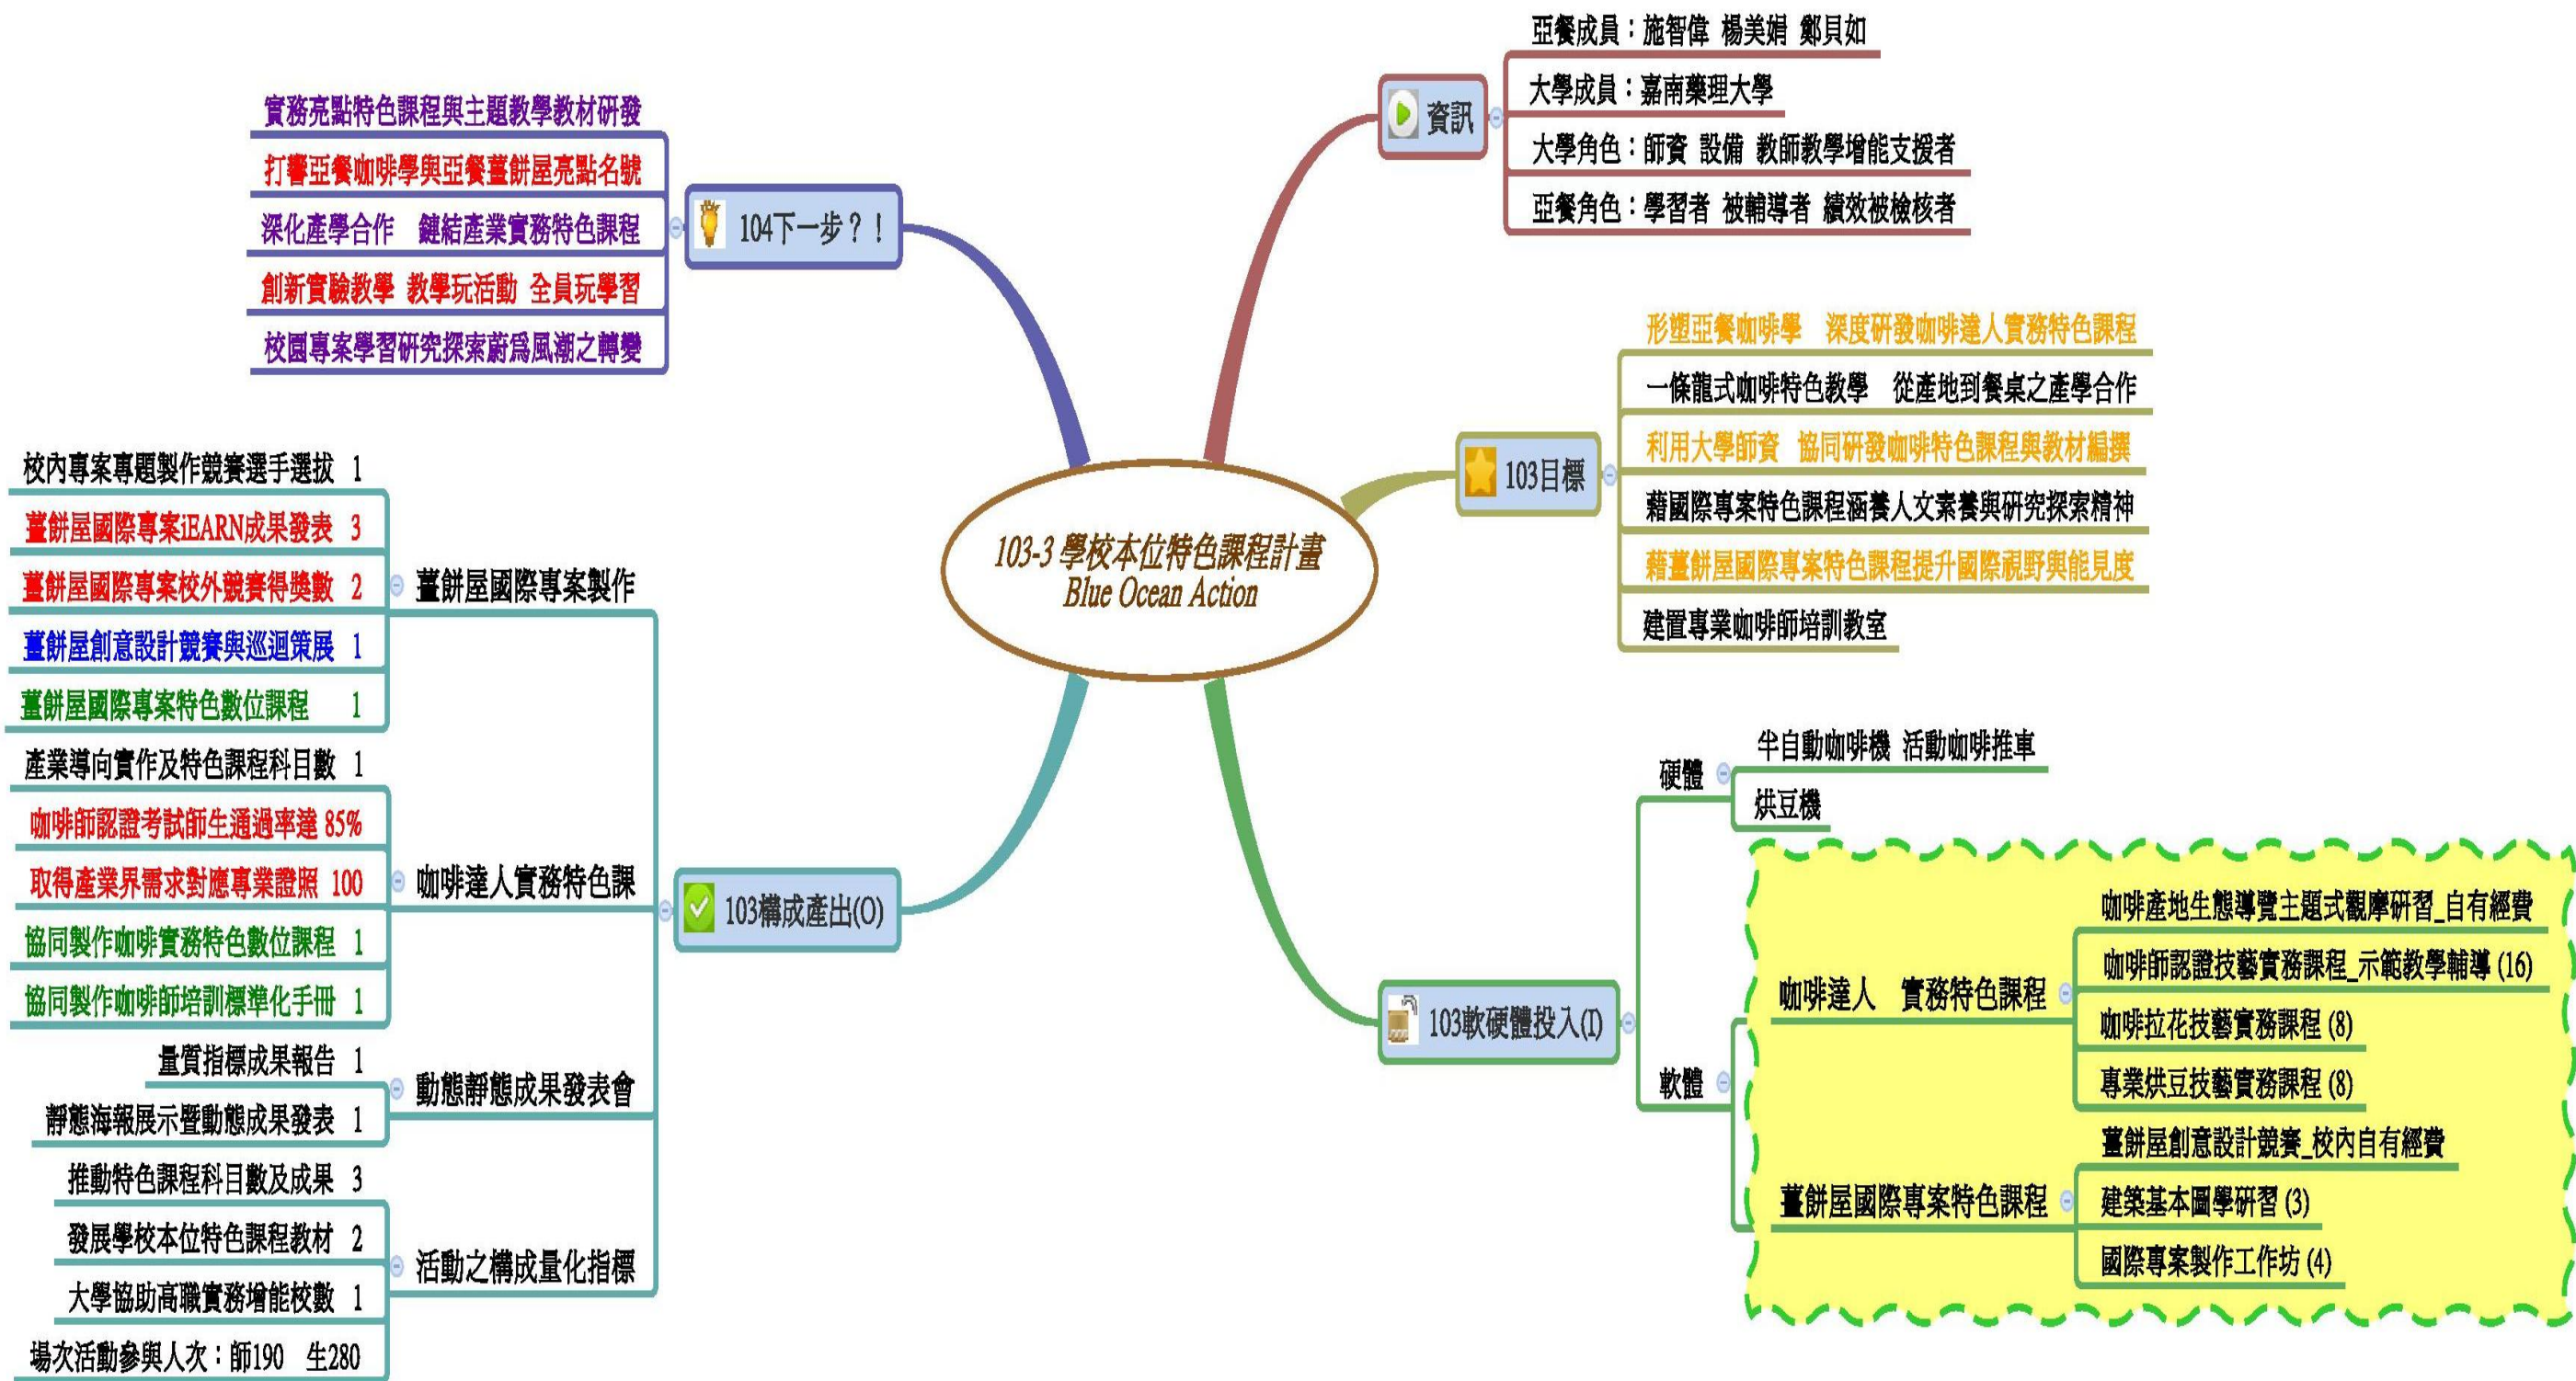 103-3 學校本位特色課程計畫
Blue Ocean Action
資訊
亞餐成員：施智偉 楊美娟 鄭貝如
大學成員：嘉南藥理大學
大學角色：師資 設備 教師教學增能支援者
亞餐角色：學習者 被輔導者 績效被檢核者
103目標
形塑亞餐咖啡學　深度研發咖啡達人實務特色課程
一條龍式咖啡特色教學　從產地到餐桌之產學合作
利用大學師資 協同研發咖啡特色課程與教材編撰
藉國際專案特色課程涵養人文素養與研究探索精神
藉薑餅屋國際專案特色課程提升國際視野與能見度
建置專業咖啡師培訓教室
103軟硬體投入(I)
硬體
半自動咖啡機 活動咖啡推車
烘豆機
軟體
咖啡達人　實務特色課程
咖啡產地生態導覽主題式觀摩研習_自有經費
咖啡師認證技藝實務課程_示範教學輔導 (16)
咖啡拉花技藝實務課程 (8)
專業烘豆技藝實務課程 (8)
薑餅屋國際專案特色課程
薑餅屋創意設計競賽_校內自有經費
建築基本圖學研習 (3)
國際專案製作工作坊 (4)
103構成產出(O)
薑餅屋國際專案製作
校內專案專題製作競賽選手選拔 1
薑餅屋國際專案iEARN成果發表 3
薑餅屋國際專案校外競賽得獎數 2
薑餅屋創意設計競賽與巡迴策展 1
薑餅屋國際專案特色數位課程 1
咖啡達人實務特色課
產業導向實作及特色課程科目數 1
咖啡師認證考試師生通過率達 85%
取得產業界需求對應專業證照 100
協同製作咖啡實務特色數位課程 1
協同製作咖啡師培訓標準化手冊 1
動態靜態成果發表會
量質指標成果報告 1
靜態海報展示暨動態成果發表 1
活動之構成量化指標
推動特色課程科目數及成果 3
發展學校本位特色課程教材 2
大學協助高職實務增能校數 1
場次活動參與人次：師190　生280
104下一步？！
實務亮點特色課程與主題教學教材研發
打響亞餐咖啡學與亞餐薑餅屋亮點名號
深化產學合作　鏈結產業實務特色課程
創新實驗教學 教學玩活動 全員玩學習
校園專案學習研究探索蔚為風潮之轉變